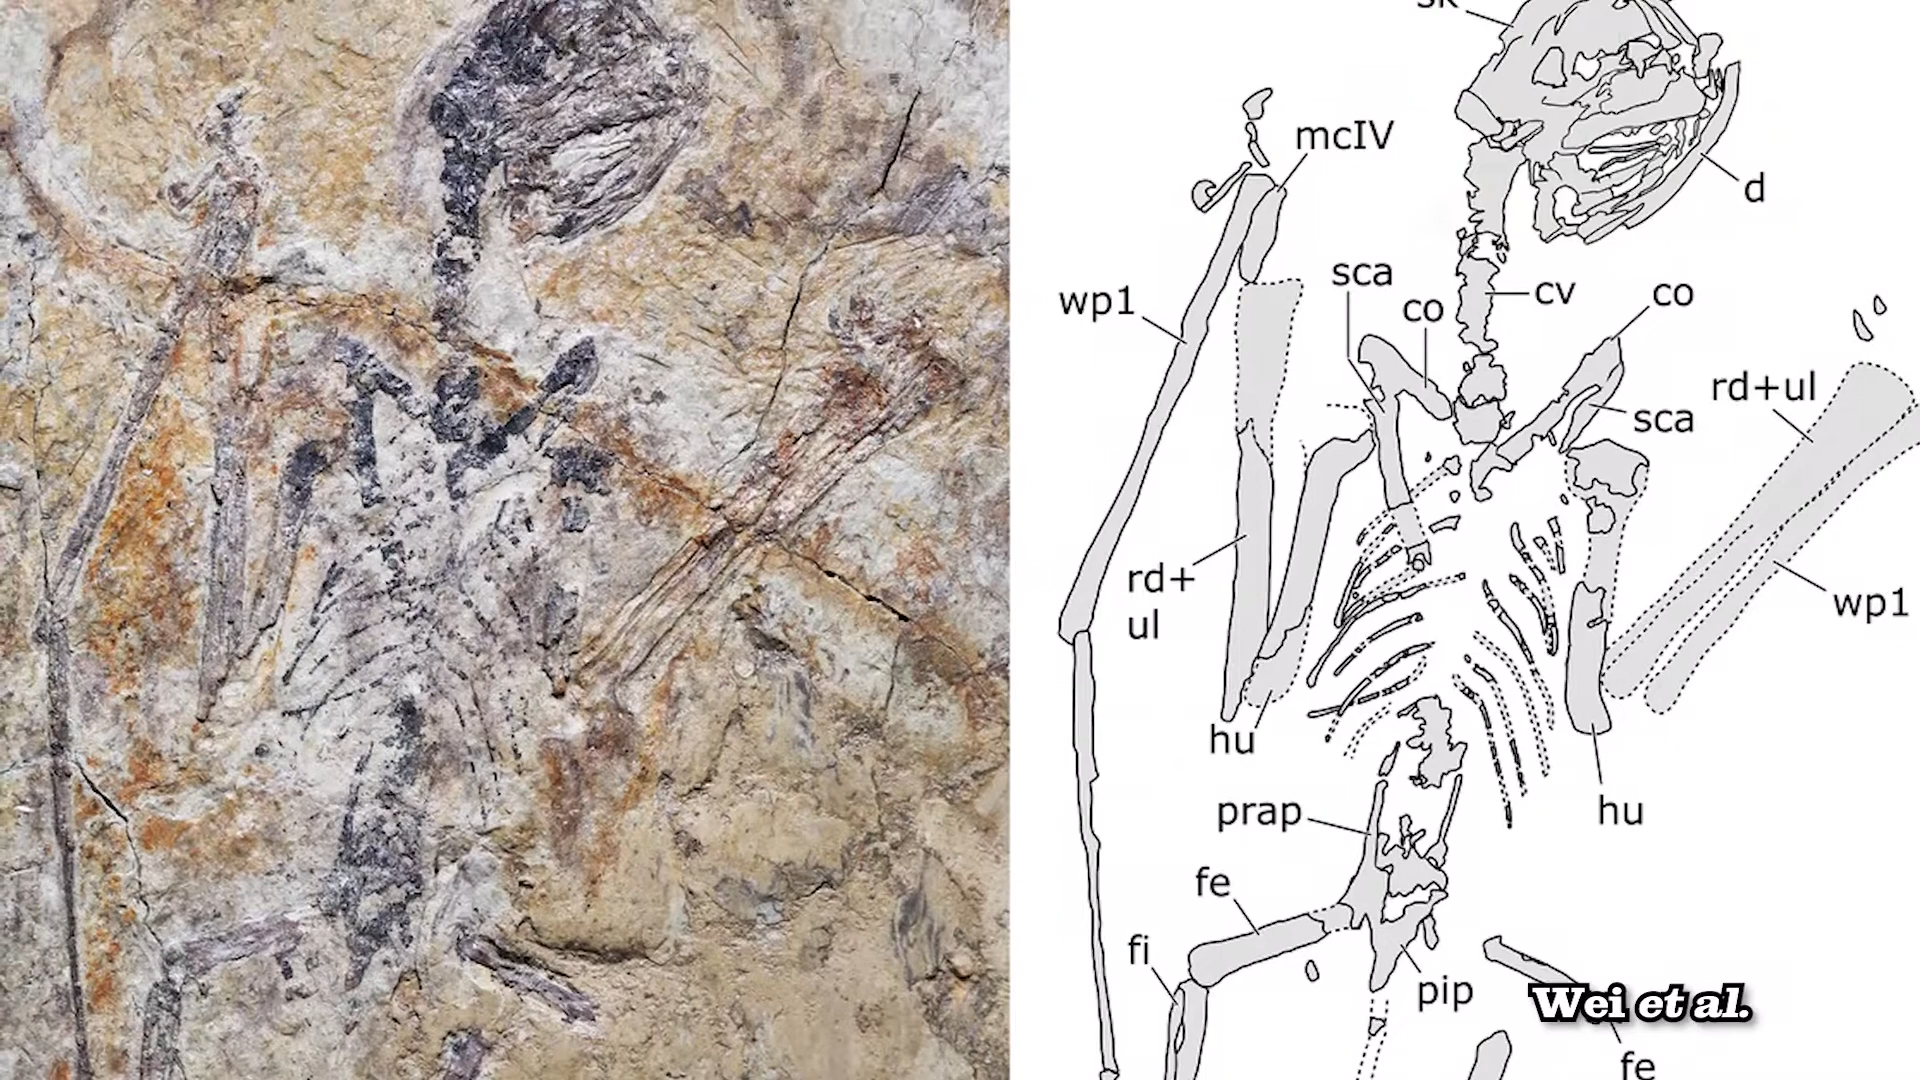 sk
mcIV
d
sca
cv
co
wp1
co
rd+ul
sca
rd+
ul
wp1
hu
prap
hu
fe
fi
pip
Wei et al.
fe